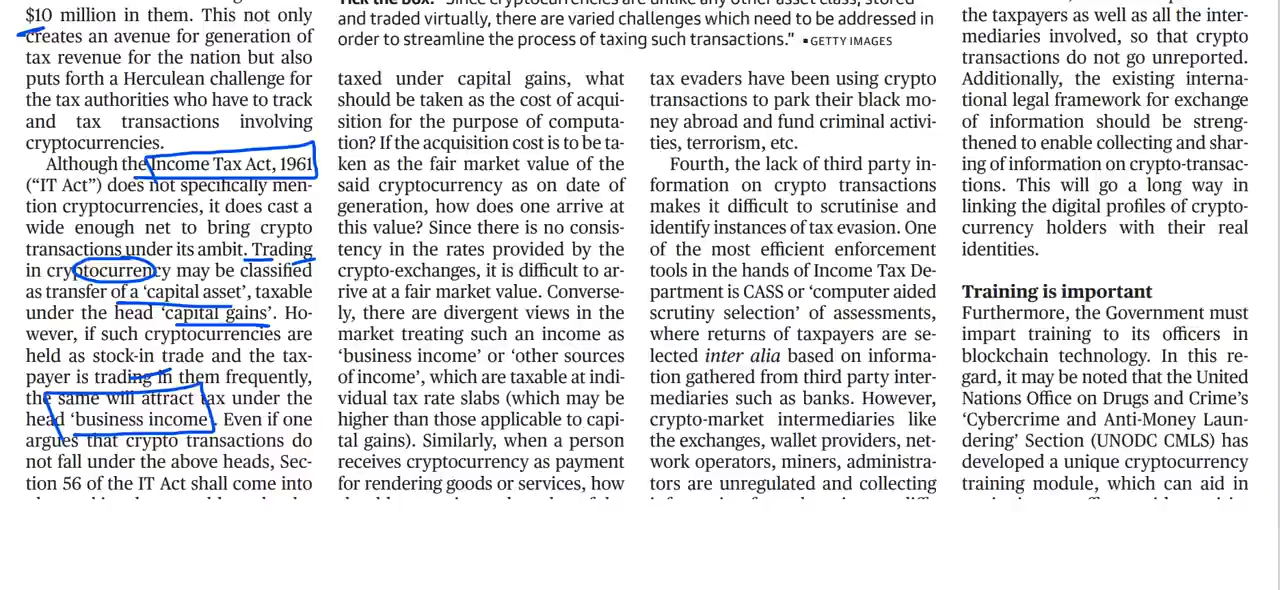 $10 million in them. This not only
creates an avenue for generation of
tax revenue for the nation but also
puts forth a Herculean challenge for
the tax authorities who have to track
and tax transactions involving
cryptocurrencies.
Although the Income Tax Act, 1961
(“IT Act”) does not specifically men-
tion cryptocurrencies, it does cast a
wide enough net to bring crypto
transactions under its ambit. Trading
in cryptocurrency may be classified
as transfer of a ‘capital asset’, taxable
under the head ‘capital gains’. Ho-
wever, if such cryptocurrencies are
held as stock-in trade and the tax-
payer is trading in them frequently,
the same will attract tax under the
head ‘business income’. Even if one
argues that crypto transactions do
not fall under the above heads, Sec-
tion 56 of the IT Act shall come into
and traded virtually, there are varied challenges which need to be addressed in
order to streamline the process of taxing such transactions.” ▪ GETTY IMAGES
taxed under capital gains, what
should be taken as the cost of acqui-
sition for the purpose of computa-
tion? If the acquisition cost is to be ta-
ken as the fair market value of the
said cryptocurrency as on date of
generation, how does one arrive at
this value? Since there is no consis-
tency in the rates provided by the
crypto-exchanges, it is difficult to ar-
rive at a fair market value. Converse-
ly, there are divergent views in the
market treating such an income as
‘business income’ or ‘other sources
of income’, which are taxable at indi-
vidual tax rate slabs (which may be
higher than those applicable to capi-
tal gains). Similarly, when a person
receives cryptocurrency as payment
for rendering goods or services, how
tax evaders have been using crypto
transactions to park their black mo-
ney abroad and fund criminal activi-
ties, terrorism, etc.
Fourth, the lack of third party in-
formation on crypto transactions
makes it difficult to scrutinise and
identify instances of tax evasion. One
of the most efficient enforcement
tools in the hands of Income Tax De-
partment is CASS or ‘computer aided
scrutiny selection’ of assessments,
where returns of taxpayers are se-
lected inter alia based on informa-
tion gathered from third party inter-
mediaries such as banks. However,
crypto-market intermediaries like
the exchanges, wallet providers, net-
work operators, miners, administra-
tors are unregulated and collecting
the taxpayers as well as all the inter-
mediaries involved, so that crypto
transactions do not go unreported.
Additionally, the existing interna-
tional legal framework for exchange
of information should be streng-
thened to enable collecting and shar-
ing of information on crypto-transac-
tions. This will go a long way in
linking the digital profiles of crypto-
currency holders with their real
identities.
Training is important
Furthermore, the Government must
impart training to its officers in
blockchain technology. In this re-
gard, it may be noted that the United
Nations Office on Drugs and Crime’s
‘Cybercrime and Anti-Money Laun-
dering’ Section (UNODC CMLS) has
developed a unique cryptocurrency
training module, which can aid in